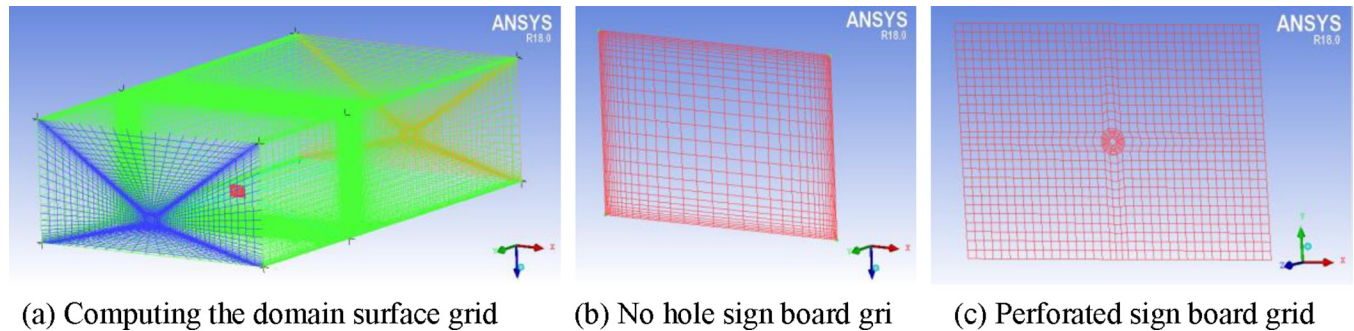 ANSYS
R18.0
ANSYS
R18.0
ANSYS
R18.0
(a) Computing the domain surface grid
(b) No hole sign board gri
(c) Perforated sign board grid